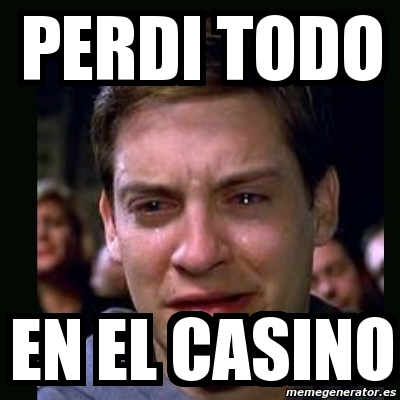 PERDI TODO
EN EL CASINO
memegenerator.es